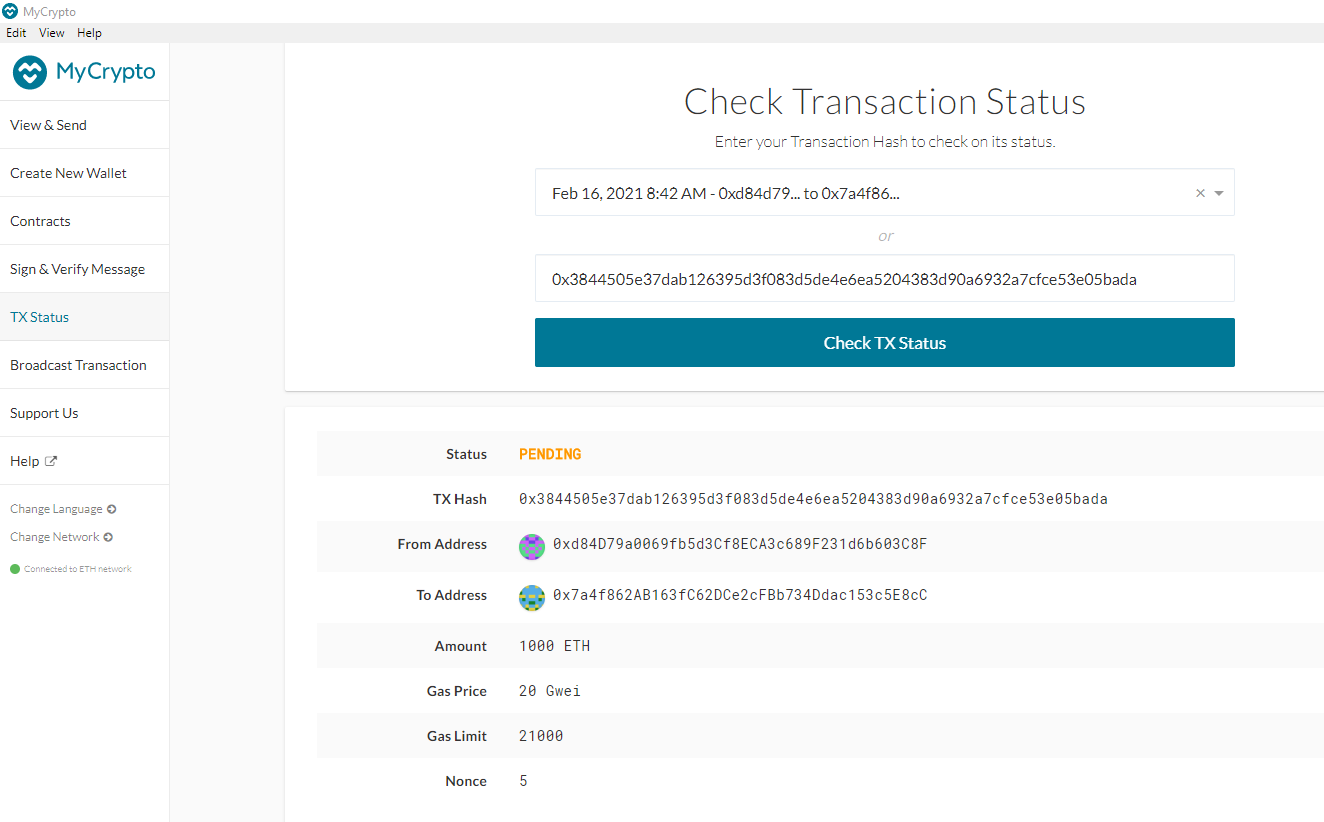 MyCrypto
Edit View Help
MyCrypto
View & Send
Create New Wallet
Contracts
Sign & Verify Message
TX Status
Broadcast Transaction
Support Us
Help
Change Language
Change Network
Connected to ETH network
Check Transaction Status
Enter your Transaction Hash to check on its status.
Feb 16, 2021 8:42 AM - 0xd84d79... to 0x7a4f86...
or
0x3844505e37dab126395d3f083d5de4e6ea5204383d90a6932a7cfce53e05bada
Check TX Status
Status PENDING
TX Hash 0x3844505e37dab126395d3f083d5de4e6ea5204383d90a6932a7cfce53e05bada
From Address 0xd84D79a0069fb5d3Cf8ECA3c689F231d6b603C8F
To Address 0x7a4f862AB163fC62DCe2cFBb734Ddac153c5E8cC
Amount 1000 ETH
Gas Price 20 Gwei
Gas Limit 21000
Nonce 5